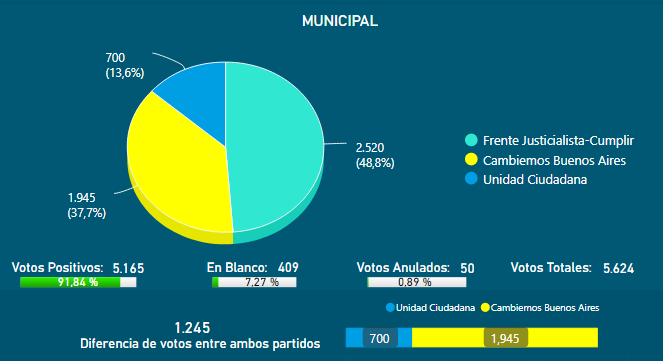 MUNICIPAL
700
(13,6%)
2.520
(48,8%)
1.945
(37,7%)
Frente Justicialista-Cumplir
Cambiemos Buenos Aires
Unidad Ciudadana
Votos Positivos: 5.165
91,84 %
En Blanco: 409
7,27 %
Votos Anulados: 50
0,89 %
Votos Totales: 5.624
1.245
Diferencia de votos entre ambos partidos
Unidad Ciudadana Cambiemos Buenos Aires
700 1,945